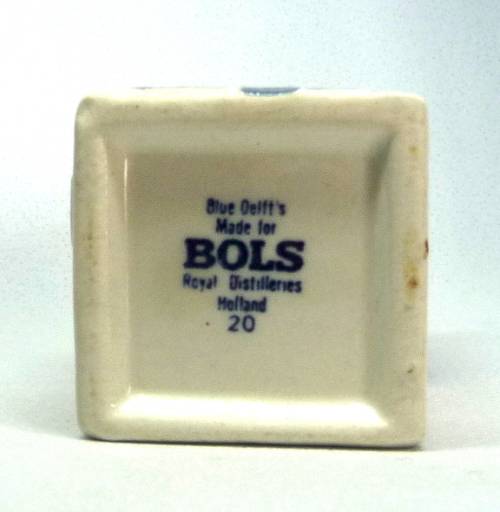 Blue Delft's
Made for
BOLS
Royal Distilleries
Holland
20